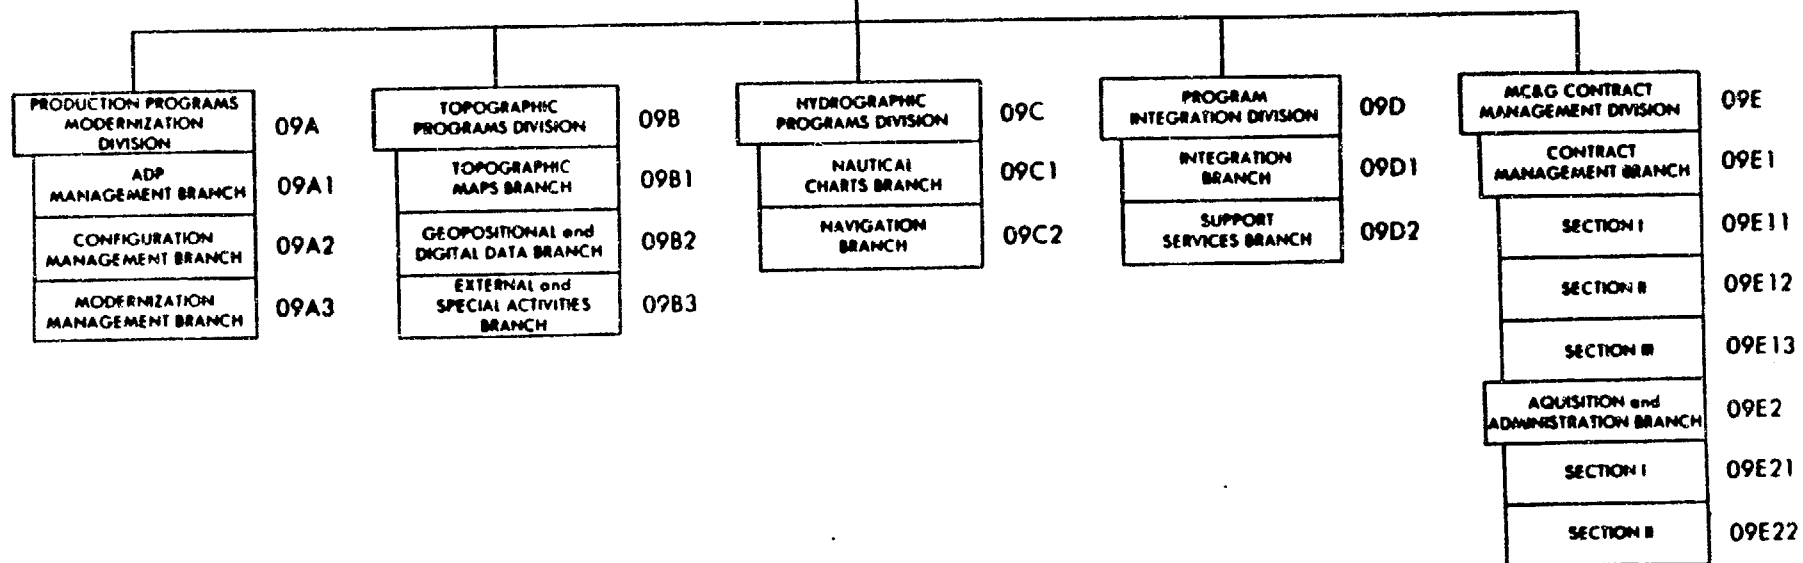 PRODUCTION PROGRAMS
MODERNIZATION
DIVISION
09A
ADP
MANAGEMENT BRANCH
09A1
CONFIGURATION
MANAGEMENT BRANCH
09A2
MODERNIZATION
MANAGEMENT BRANCH
09A3
TOPOGRAPHIC
PROGRAMS DIVISION
09B
TOPOGRAPHIC
MAPS BRANCH
09B1
GEOPOSITIONAL and
DIGITAL DATA BRANCH
09B2
EXTERNAL and
SPECIAL ACTIVITIES
BRANCH
09B3
HYDROGRAPHIC
PROGRAMS DIVISION
09C
NAUTICAL
CHARTS BRANCH
09C1
NAVIGATION
BRANCH
09C2
PROGRAM
INTEGRATION DIVISION
09D
INTEGRATION
BRANCH
09D1
SUPPORT
SERVICES BRANCH
09D2
MC&G CONTRACT
MANAGEMENT DIVISION
09E
CONTRACT
MANAGEMENT BRANCH
09E1
SECTION I
09E11
SECTION II
09E12
SECTION III
09E13
AQUISITION and
ADMINISTRATION BRANCH
09E2
SECTION I
09E21
SECTION II
09E22